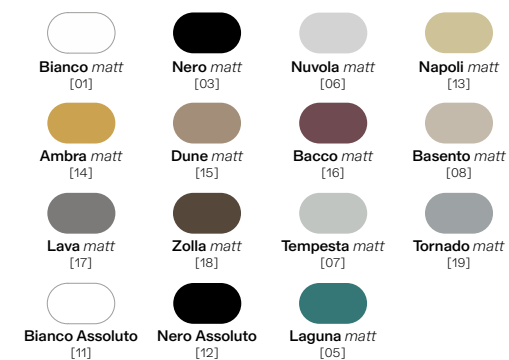 Bianco matt Nero matt Nuvola matt Napoli matt
[01] [03] [06] [13]
Ambra matt Dune matt Bacco matt Basento matt
[14] [15] [16] [08]
Lava matt Zolla matt Tempesta matt Tornado matt
[17] [18] [07] [19]
Bianco Assoluto Nero Assoluto Laguna matt
[11] [12] [05]